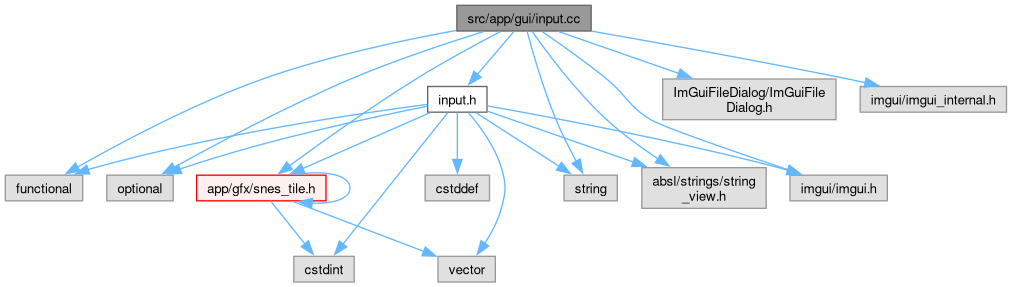 src/app/gui/input.cc
input.h
ImGuiFileDialog/ImGuiFile
Dialog.h
imgui/imgui_internal.h
functional
optional
app/gfx/snes_tile.h
cstddef
string
absl/strings/string
_view.h
imgui/imgui.h
cstdint
vector